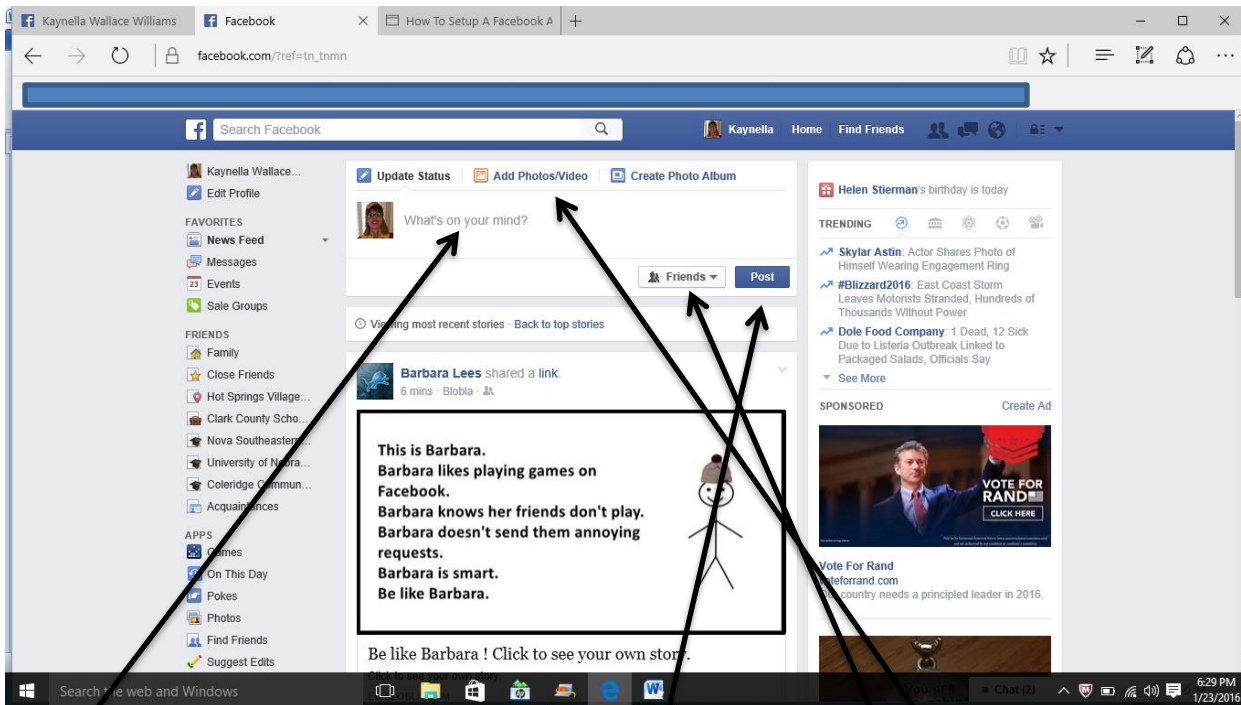 Kaynella Wallace Williams
Facebook
How To Setup A Facebook A
facebook.com/?ref=tn_tnmn
Search Facebook
Kaynella Home Find Friends
Kaynella Wallace...
Edit Profile
FAVORITES
News Feed
Messages
23 Events
Sale Groups
FRIENDS
Family
Close Friends
Hot Springs Village...
Clark County Scho...
Nova Southeastern...
University of Nebra...
Coleridge Commun...
Acquaintances
APPS
Games
On This Day
Pokes
Photos
Find Friends
Suggest Edits
Update Status Add Photos/Video Create Photo Album
What's on your mind?
Friends Post
Viewing most recent stories · Back to top stories
Barbara Lees shared a link.
6 mins · Blobla ·
This is Barbara.
Barbara likes playing games on
Facebook.
Barbara knows her friends don't play.
Barbara doesn't send them annoying
requests.
Barbara is smart.
Be like Barbara.
Be like Barbara ! Click to see your own story.
Click to see your own story.
Helen Stierman's birthday is today
TRENDING
Skylar Astin: Actor Shares Photo of
Himself Wearing Engagement Ring
#Blizzard2016: East Coast Storm
Leaves Motorists Stranded, Hundreds of
Thousands Without Power
Dole Food Company: 1 Dead, 12 Sick
Due to Listeria Outbreak Linked to
Packaged Salads, Officials Say
See More
SPONSORED Create Ad
VOTE FOR
RAND
CLICK HERE
Vote For Rand
voteforrand.com
Our country needs a principled leader in 2016.
Chat (2)
Search the web and Windows
6:29 PM
1/23/2016